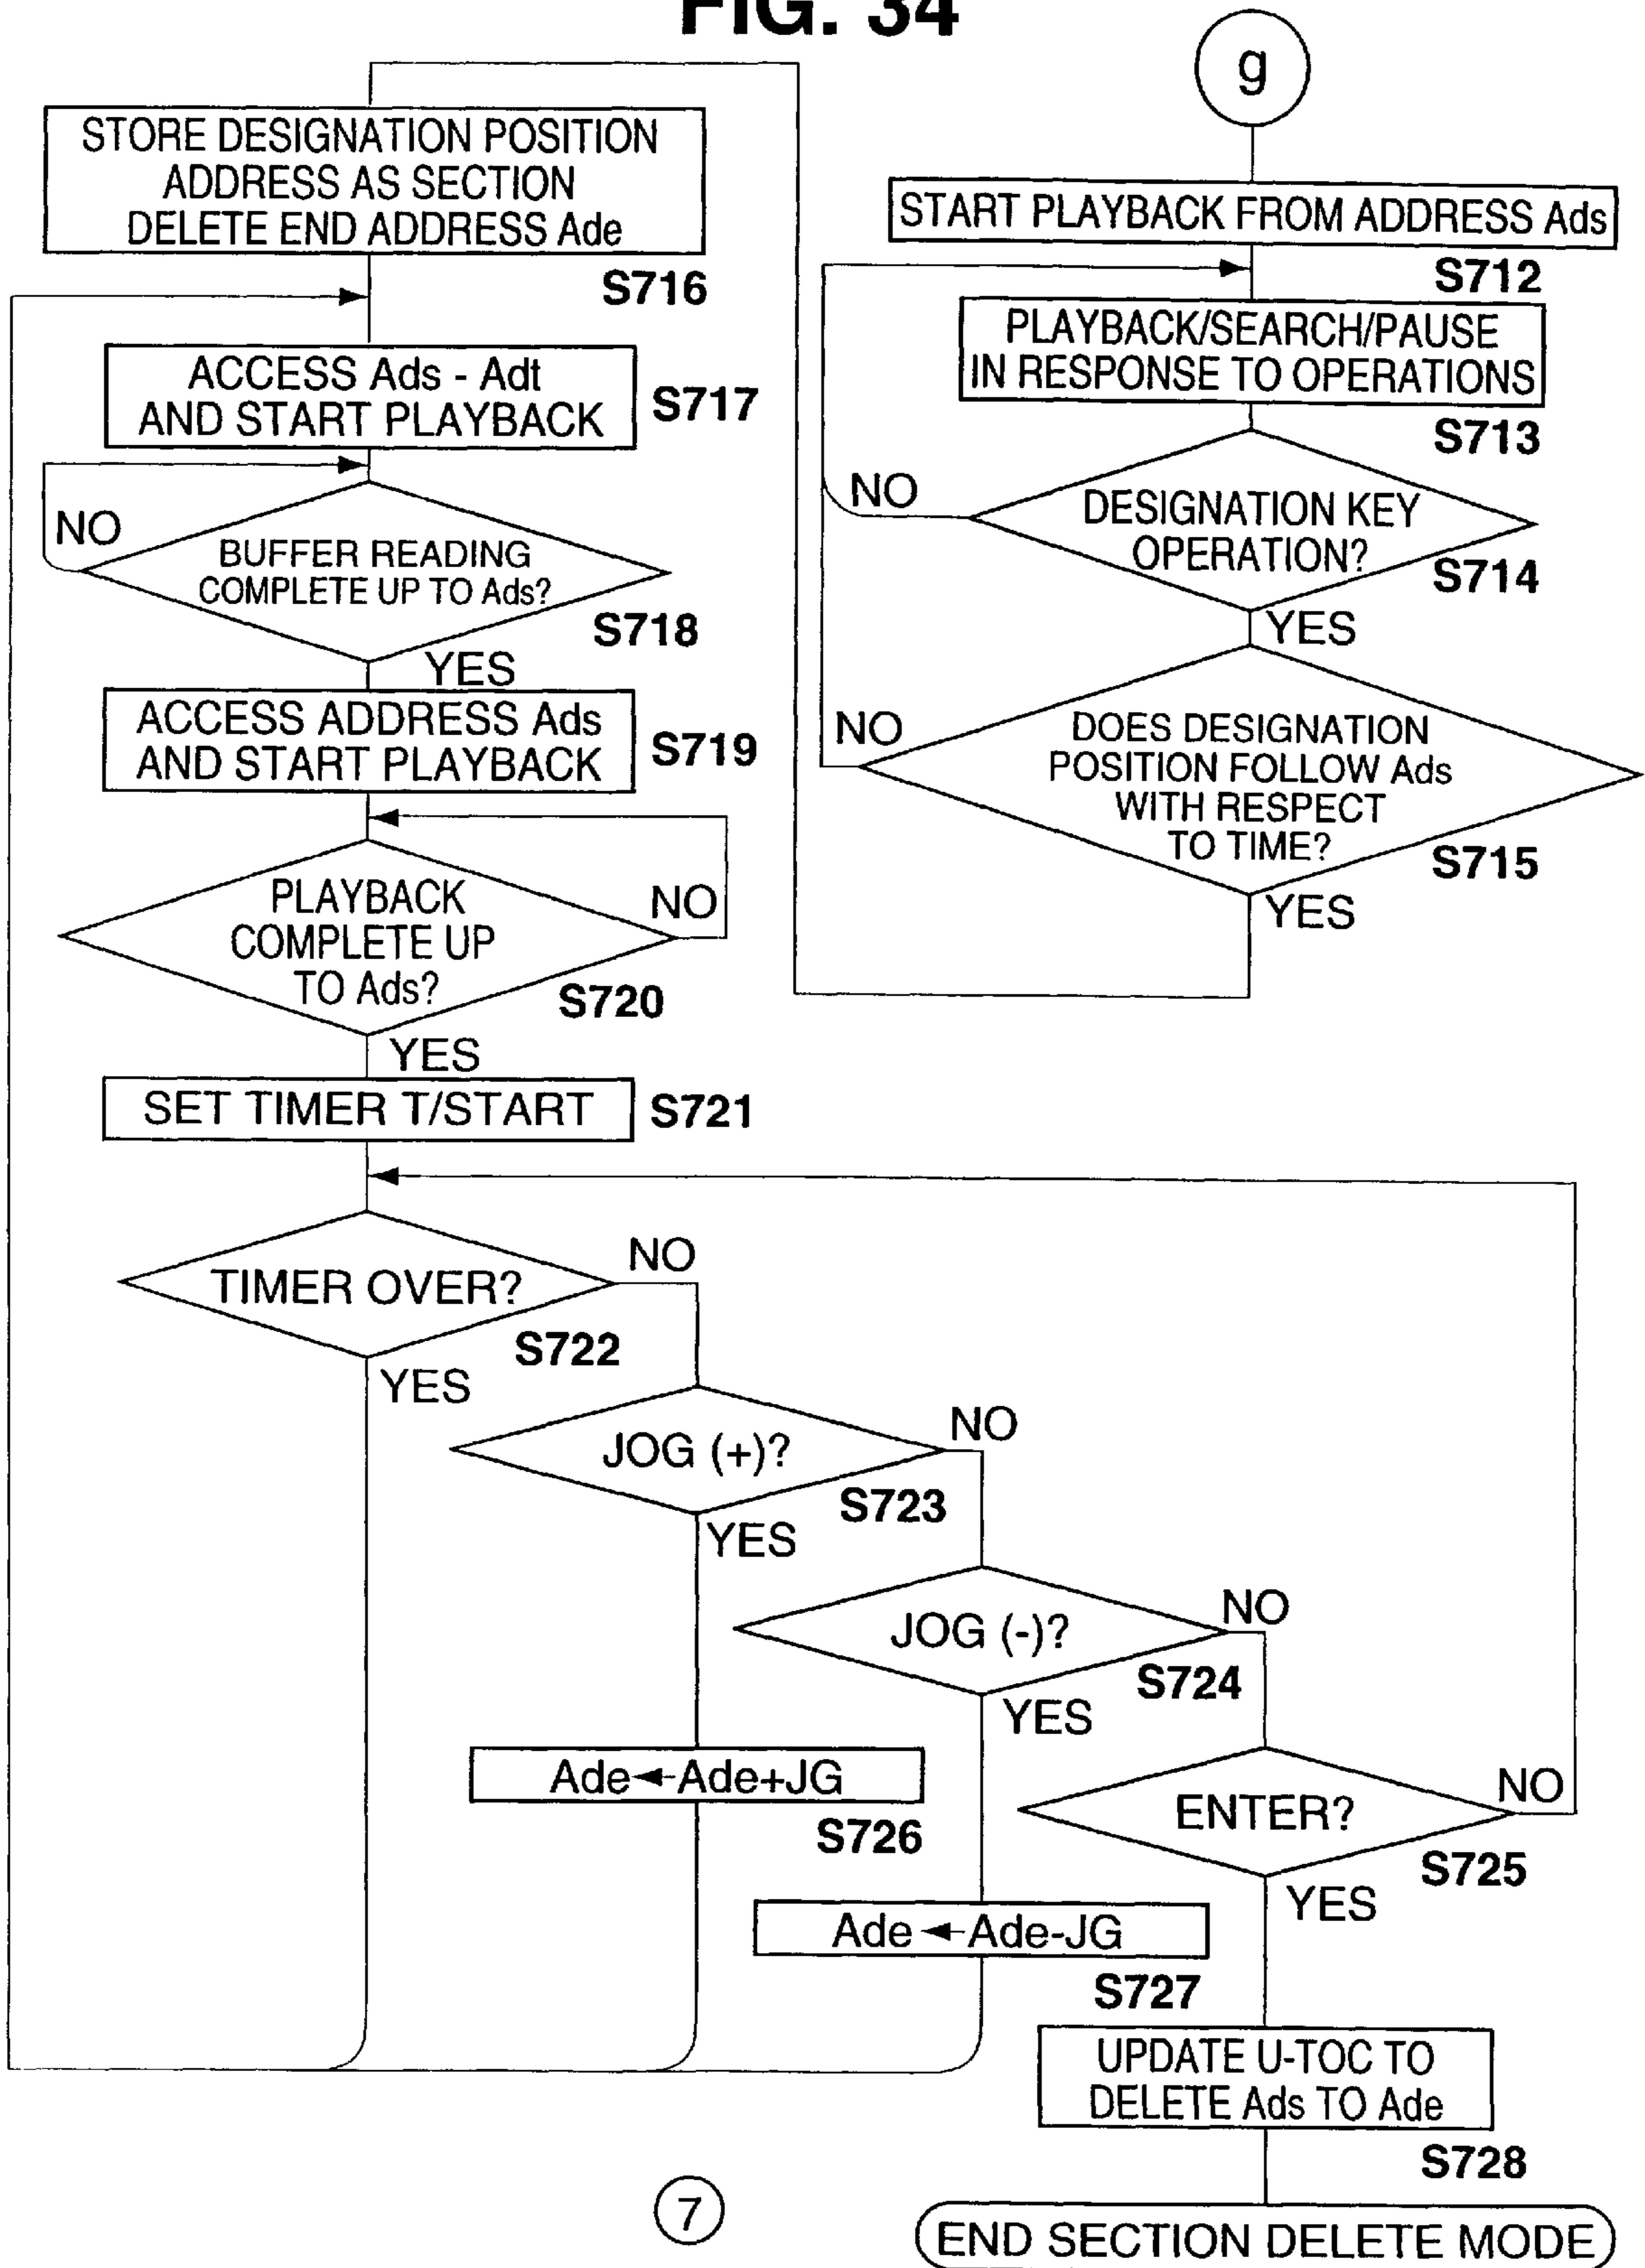 FIG. 34
g
START PLAYBACK FROM ADDRESS Ads
S712
PLAYBACK/SEARCH/PAUSE
IN RESPONSE TO OPERATIONS
S713
DESIGNATION KEY
OPERATION?
S714
NO
YES
DOES DESIGNATION
POSITION FOLLOW Ads
WITH RESPECT
TO TIME?
S715
NO
YES
STORE DESIGNATION POSITION
ADDRESS AS SECTION
DELETE END ADDRESS Ade
S716
ACCESS Ads - Adt
AND START PLAYBACK
S717
NO
BUFFER READING
COMPLETE UP TO Ads?
S718
YES
ACCESS ADDRESS Ads
AND START PLAYBACK
S719
PLAYBACK
COMPLETE UP
TO Ads?
NO
S720
YES
SET TIMER T/START
S721
TIMER OVER?
NO
S722
YES
JOG (+)?
NO
S723
YES
JOG (-)?
NO
S724
YES
Ade◄-Ade+JG
S726
ENTER?
NO
S725
YES
Ade◄-Ade-JG
S727
UPDATE U-TOC TO
DELETE Ads TO Ade
S728
7
END SECTION DELETE MODE